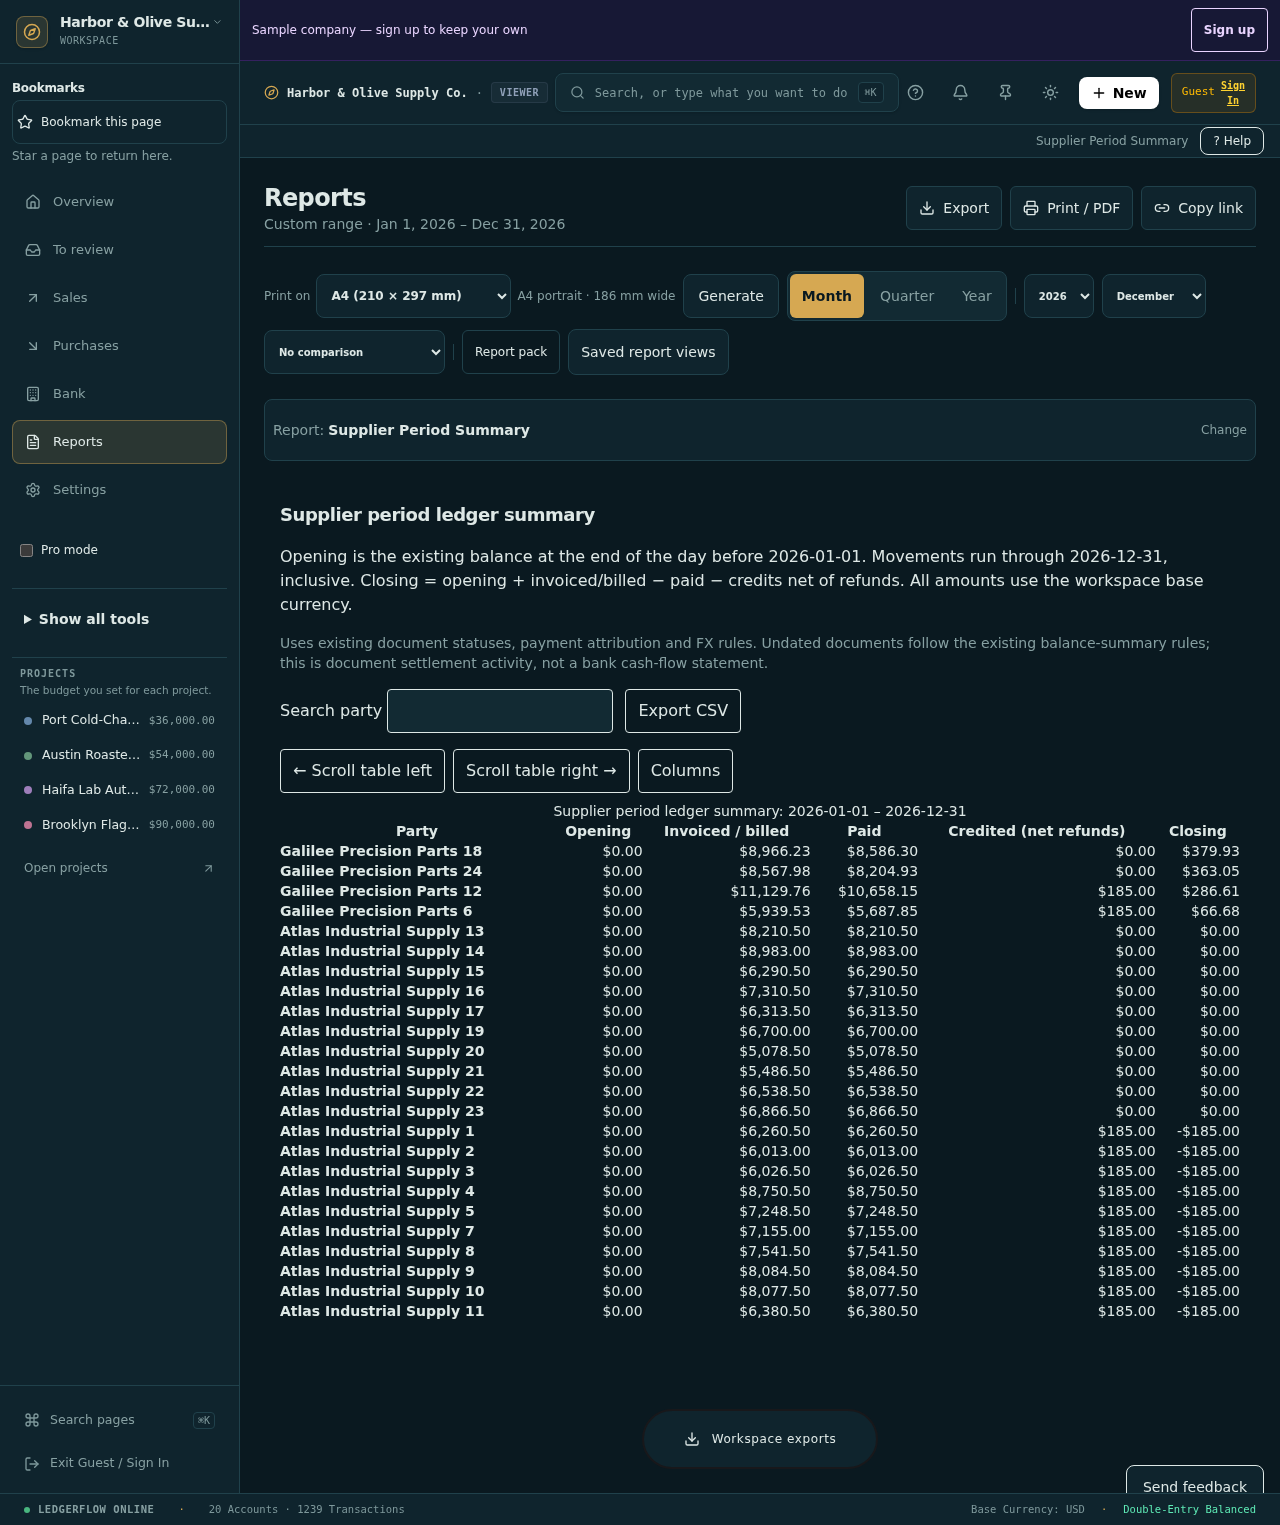 Harbor & Olive Su...
WORKSPACE
Bookmarks
Bookmark this page
Star a page to return here.
Overview
To review
Sales
Purchases
Bank
Reports
Settings
Pro mode
Show all tools
PROJECTS
The budget you set for each project.
Port Cold-Cha... $36,000.00
Austin Roaste... $54,000.00
Haifa Lab Aut... $72,000.00
Brooklyn Flag... $90,000.00
Open projects
Search pages ⌘K
Exit Guest / Sign In
Sample company — sign up to keep your own
Sign up
Harbor & Olive Supply Co. · VIEWER
Search, or type what you want to do ⌘K
New
Guest Sign In
Supplier Period Summary
? Help
Reports
Custom range · Jan 1, 2026 – Dec 31, 2026
Export
Print / PDF
Copy link
Print on A4 (210 × 297 mm) A4 portrait · 186 mm wide Generate Month Quarter Year 2026 December
No comparison Report pack Saved report views
Report: Supplier Period Summary Change
Supplier period ledger summary
Opening is the existing balance at the end of the day before 2026-01-01. Movements run through 2026-12-31,
inclusive. Closing = opening + invoiced/billed − paid − credits net of refunds. All amounts use the workspace base
currency.
Uses existing document statuses, payment attribution and FX rules. Undated documents follow the existing balance-summary rules;
this is document settlement activity, not a bank cash-flow statement.
Search party Export CSV
← Scroll table left Scroll table right → Columns
Supplier period ledger summary: 2026-01-01 – 2026-12-31
Party Opening Invoiced / billed Paid Credited (net refunds) Closing
Galilee Precision Parts 18 $0.00 $8,966.23 $8,586.30 $0.00 $379.93
Galilee Precision Parts 24 $0.00 $8,567.98 $8,204.93 $0.00 $363.05
Galilee Precision Parts 12 $0.00 $11,129.76 $10,658.15 $185.00 $286.61
Galilee Precision Parts 6 $0.00 $5,939.53 $5,687.85 $185.00 $66.68
Atlas Industrial Supply 13 $0.00 $8,210.50 $8,210.50 $0.00 $0.00
Atlas Industrial Supply 14 $0.00 $8,983.00 $8,983.00 $0.00 $0.00
Atlas Industrial Supply 15 $0.00 $6,290.50 $6,290.50 $0.00 $0.00
Atlas Industrial Supply 16 $0.00 $7,310.50 $7,310.50 $0.00 $0.00
Atlas Industrial Supply 17 $0.00 $6,313.50 $6,313.50 $0.00 $0.00
Atlas Industrial Supply 19 $0.00 $6,700.00 $6,700.00 $0.00 $0.00
Atlas Industrial Supply 20 $0.00 $5,078.50 $5,078.50 $0.00 $0.00
Atlas Industrial Supply 21 $0.00 $5,486.50 $5,486.50 $0.00 $0.00
Atlas Industrial Supply 22 $0.00 $6,538.50 $6,538.50 $0.00 $0.00
Atlas Industrial Supply 23 $0.00 $6,866.50 $6,866.50 $0.00 $0.00
Atlas Industrial Supply 1 $0.00 $6,260.50 $6,260.50 $185.00 -$185.00
Atlas Industrial Supply 2 $0.00 $6,013.00 $6,013.00 $185.00 -$185.00
Atlas Industrial Supply 3 $0.00 $6,026.50 $6,026.50 $185.00 -$185.00
Atlas Industrial Supply 4 $0.00 $8,750.50 $8,750.50 $185.00 -$185.00
Atlas Industrial Supply 5 $0.00 $7,248.50 $7,248.50 $185.00 -$185.00
Atlas Industrial Supply 7 $0.00 $7,155.00 $7,155.00 $185.00 -$185.00
Atlas Industrial Supply 8 $0.00 $7,541.50 $7,541.50 $185.00 -$185.00
Atlas Industrial Supply 9 $0.00 $8,084.50 $8,084.50 $185.00 -$185.00
Atlas Industrial Supply 10 $0.00 $8,077.50 $8,077.50 $185.00 -$185.00
Atlas Industrial Supply 11 $0.00 $6,380.50 $6,380.50 $185.00 -$185.00
Workspace exports
Send feedback
LEDGERFLOW ONLINE · 20 Accounts · 1239 Transactions
Base Currency: USD · Double-Entry Balanced